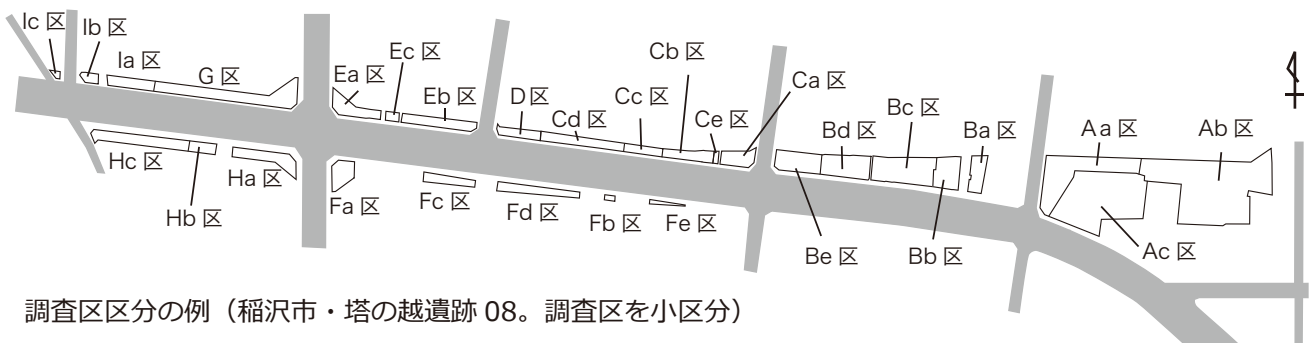 Ic 区
Ib 区
Ia 区
G 区
Ea 区
Ec 区
Eb 区
D 区
Cd 区
Cc 区
Cb 区
Ce 区
Ca 区
Bd 区
Bc 区
Ba 区
Aa 区
Ab 区
Hc 区
Hb 区
Ha 区
Fa 区
Fc 区
Fd 区
Fb 区
Fe 区
Be 区
Bb 区
Ac 区
調査区区分の例（稲沢市・塔の越遺跡 08。調査区を小区分）